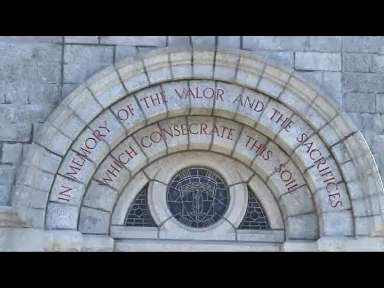 IN MEMORY OF THE VALOR AND THE SACRIFICES
WHICH CONSECRATE THIS SOIL